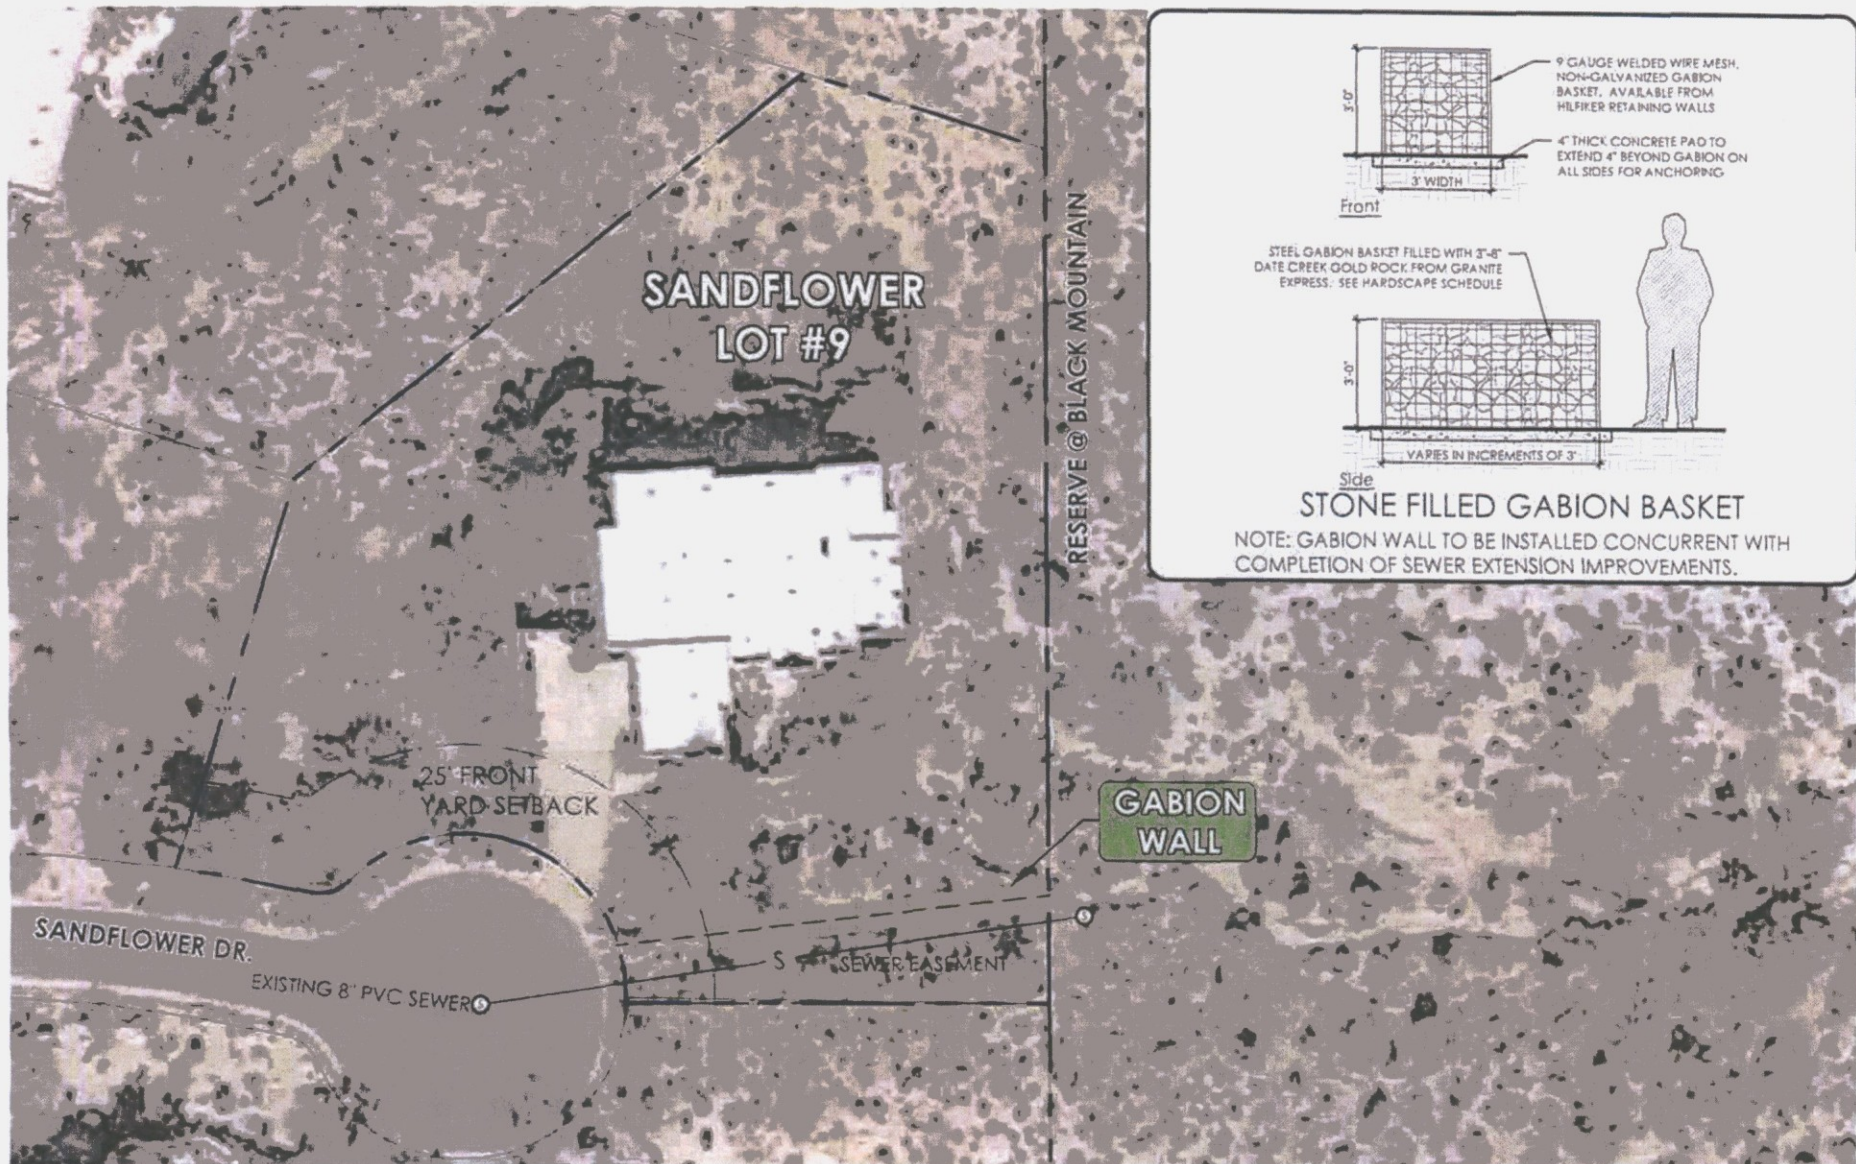 SANDFLOWER
LOT #9
RESERVE @ BLACK MOUNTAIN
25' FRONT
YARD SETBACK
GABION
WALL
SANDFLOWER DR.
EXISTING 8" PVC SEWER
S
S
SEWER EASEMENT
S
3'-0"
9 GAUGE WELDED WIRE MESH,
NON-GALVANIZED GABION
BASKET. AVAILABLE FROM
HILFIKER RETAINING WALLS
4" THICK CONCRETE PAD TO
EXTEND 4" BEYOND GABION ON
ALL SIDES FOR ANCHORING
3' WIDTH
Front
STEEL GABION BASKET FILLED WITH 3"-8"
DATE CREEK GOLD ROCK FROM GRANITE
EXPRESS. SEE HARDSCAPE SCHEDULE
3'-0"
VARIES IN INCREMENTS OF 3'
Side
STONE FILLED GABION BASKET
NOTE: GABION WALL TO BE INSTALLED CONCURRENT WITH
COMPLETION OF SEWER EXTENSION IMPROVEMENTS.